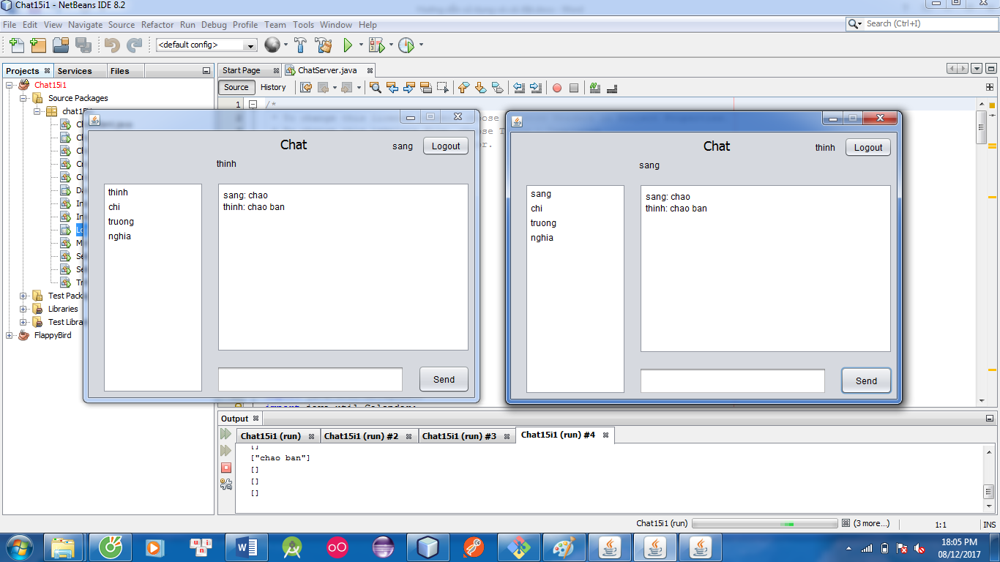 Chat15i1 - NetBeans IDE 8.2
File Edit View Navigate Source Refactor Run Debug Profile Team Tools Window Help
Search (Ctrl+I)
<default config>
Projects Services Files
Start Page ChatServer.java
Source History
Chat15i1
Source Packages
Test Pack
Libraries
Test Libra
FlappyBird
1 /*
Chat
sang Logout
thinh
thinh
chi
truong
nghia
sang: chao
thinh: chao ban
Send
Chat
thinh Logout
sang
sang
chi
truong
nghia
sang: chao
thinh: chao ban
Send
import java.util.Calendar;
Output
Chat15i1 (run) Chat15i1 (run) #2 Chat15i1 (run) #3 Chat15i1 (run) #4
[]
["chao ban"]
[]
[]
[]
Chat15i1 (run) (3 more...) 1:1 INS
18:05 PM
08/12/2017